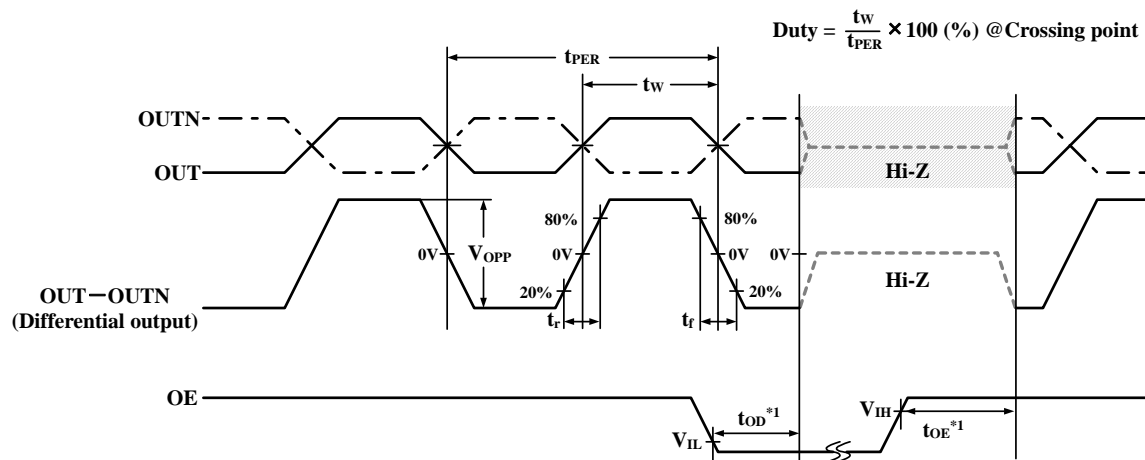 Duty = tW/tPER × 100 (%) @Crossing point
tPER
tW
OUTN
OUT
Hi-Z
80%
80%
VOPP
0V
0V
0V
0V
Hi-Z
OUT−OUTN
(Differential output)
20%
20%
tr
tf
OE
VIL
tOD*1
VIH
tOE*1